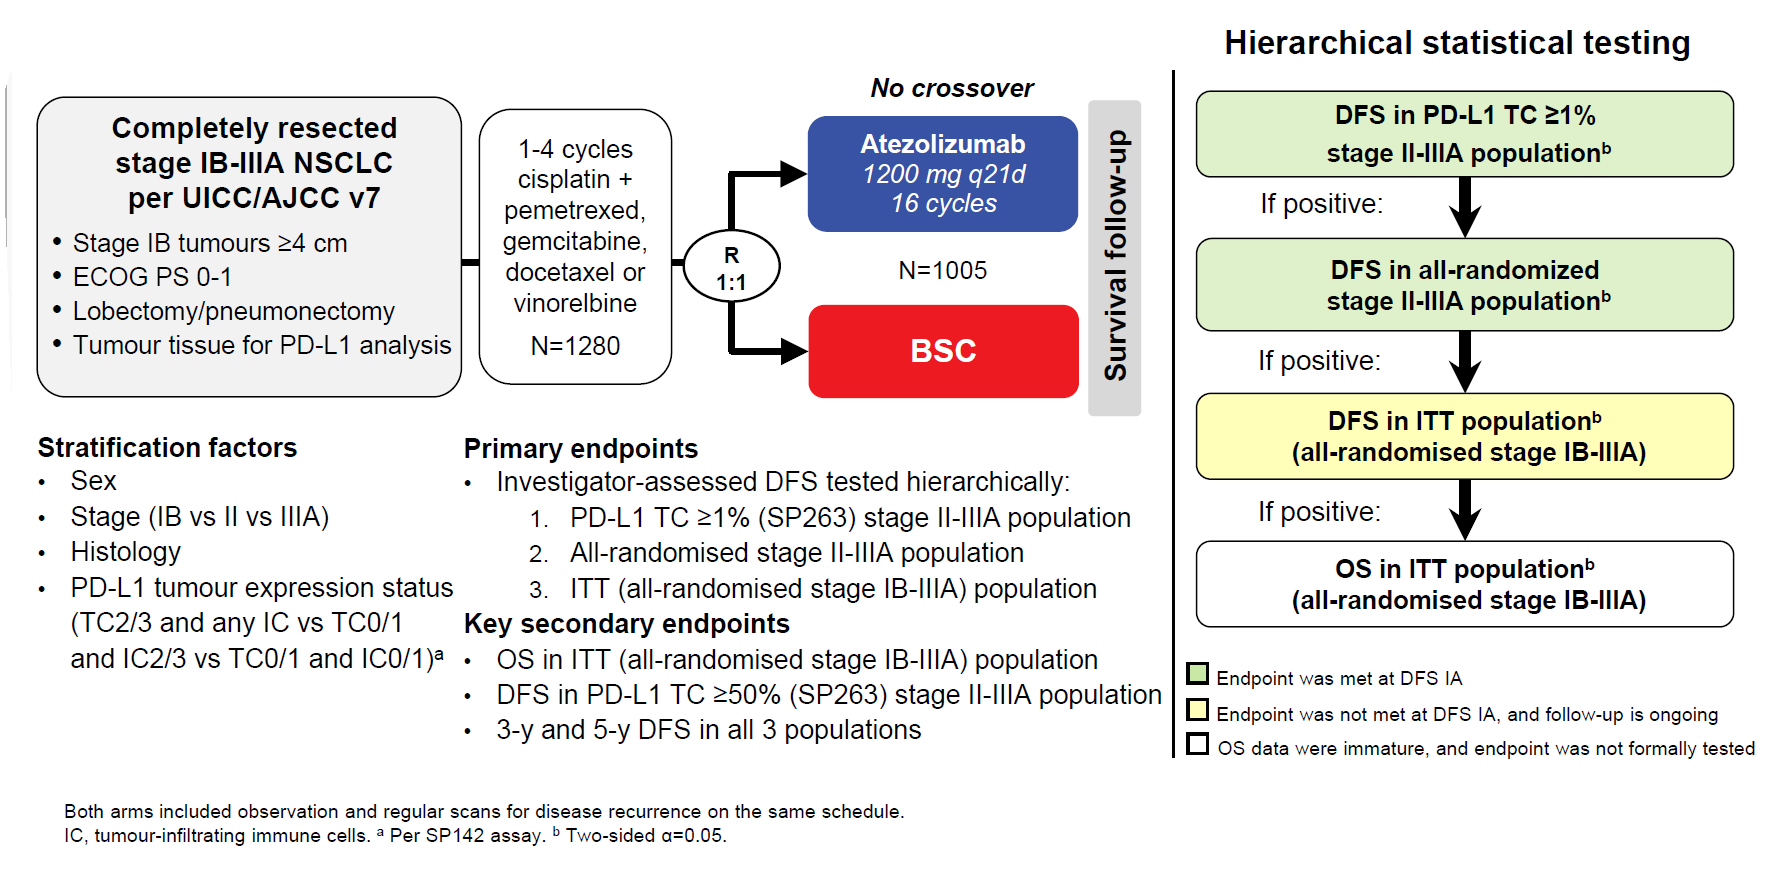 Hierarchical statistical testing
No crossover
Completely resected
stage IB-IIIA NSCLC
per UICC/AJCC v7
• Stage IB tumours ≥4 cm
• ECOG PS 0-1
• Lobectomy/pneumonectomy
• Tumour tissue for PD-L1 analysis
1-4 cycles
cisplatin +
pemetrexed,
gemcitabine,
docetaxel or
vinorelbine
N=1280
R
1:1
Atezolizumab
1200 mg q21d
16 cycles
N=1005
BSC
Survival follow-up
DFS in PD-L1 TC ≥1%
stage II-IIIA populationᵇ
If positive:
DFS in all-randomized
stage II-IIIA populationᵇ
If positive:
DFS in ITT populationᵇ
(all-randomised stage IB-IIIA)
If positive:
OS in ITT populationᵇ
(all-randomised stage IB-IIIA)
Endpoint was met at DFS IA
Endpoint was not met at DFS IA, and follow-up is ongoing
OS data were immature, and endpoint was not formally tested
Stratification factors
• Sex
• Stage (IB vs II vs IIIA)
• Histology
• PD-L1 tumour expression status
(TC2/3 and any IC vs TC0/1
and IC2/3 vs TC0/1 and IC0/1)ᵃ
Primary endpoints
• Investigator-assessed DFS tested hierarchically:
1. PD-L1 TC ≥1% (SP263) stage II-IIIA population
2. All-randomised stage II-IIIA population
3. ITT (all-randomised stage IB-IIIA) population
Key secondary endpoints
• OS in ITT (all-randomised stage IB-IIIA) population
• DFS in PD-L1 TC ≥50% (SP263) stage II-IIIA population
• 3-y and 5-y DFS in all 3 populations
Both arms included observation and regular scans for disease recurrence on the same schedule.
IC, tumour-infiltrating immune cells. ᵃ Per SP142 assay. ᵇ Two-sided α=0.05.